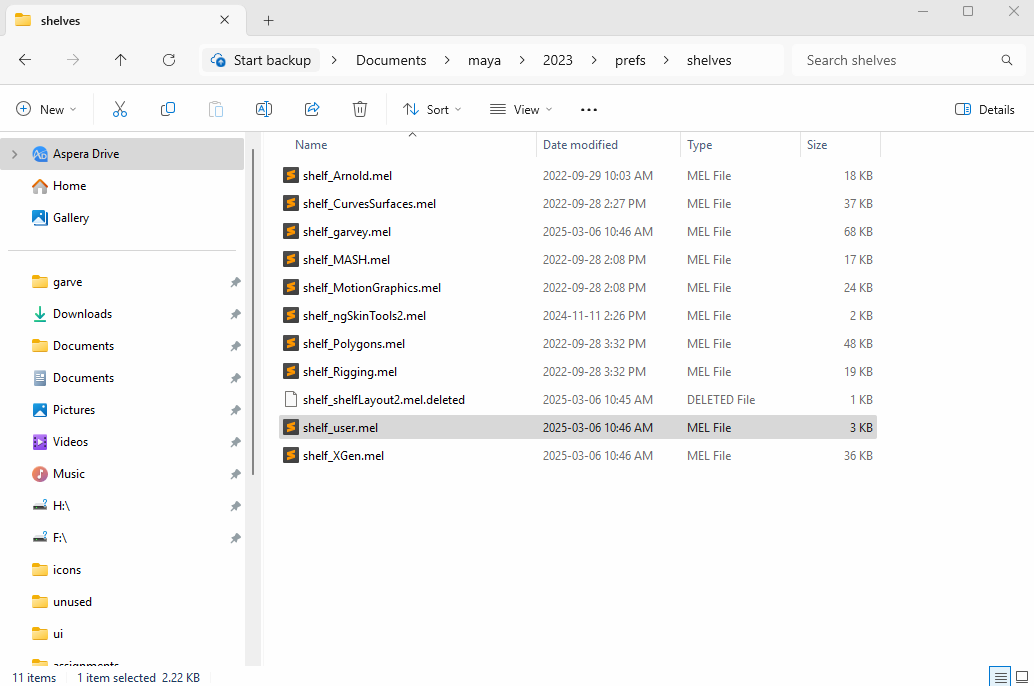 shelves
Start backup > Documents > maya > 2023 > prefs > shelves
Search shelves
New
Sort
View
Details
Name Date modified Type Size
Aspera Drive
Home
Gallery
garve
Downloads
Documents
Documents
Pictures
Videos
Music
H:\
F:\
icons
unused
ui
assignments
shelf_Arnold.mel 2022-09-29 10:03 AM MEL File 18 KB
shelf_CurvesSurfaces.mel 2022-09-28 2:27 PM MEL File 37 KB
shelf_garvey.mel 2025-03-06 10:46 AM MEL File 68 KB
shelf_MASH.mel 2022-09-28 2:08 PM MEL File 17 KB
shelf_MotionGraphics.mel 2022-09-28 2:08 PM MEL File 24 KB
shelf_ngSkinTools2.mel 2024-11-11 2:26 PM MEL File 2 KB
shelf_Polygons.mel 2022-09-28 3:32 PM MEL File 48 KB
shelf_Rigging.mel 2022-09-28 3:32 PM MEL File 19 KB
shelf_shelfLayout2.mel.deleted 2025-03-06 10:45 AM DELETED File 1 KB
shelf_user.mel 2025-03-06 10:46 AM MEL File 3 KB
shelf_XGen.mel 2025-03-06 10:46 AM MEL File 36 KB
11 items 1 item selected 2.22 KB